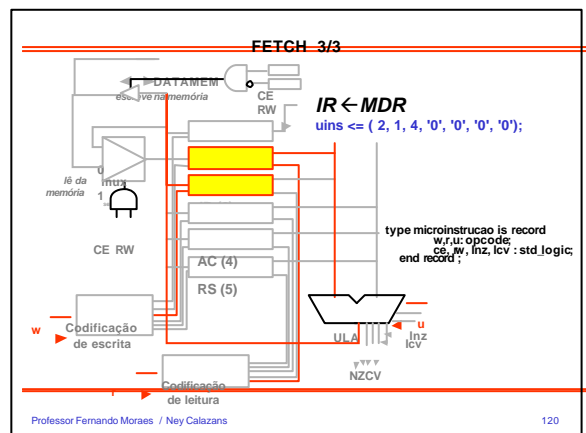 FETCH 3/3
DATAMEM
escreve na memória
CE
RW
IR ← MDR
uins <= ( 2, 1, 4, '0', '0', '0', '0');
lê da
memória
0
mux
1
CE RW
type microinstrucao is record
w,r,u: opcode;
ce, rw, lnz, lcv : std_logic;
end record ;
AC (4)
RS (5)
w
Codificação
de escrita
ULA
u
lnz
lcv
NZCV
Codificação
de leitura
Professor Fernando Moraes / Ney Calazans
120